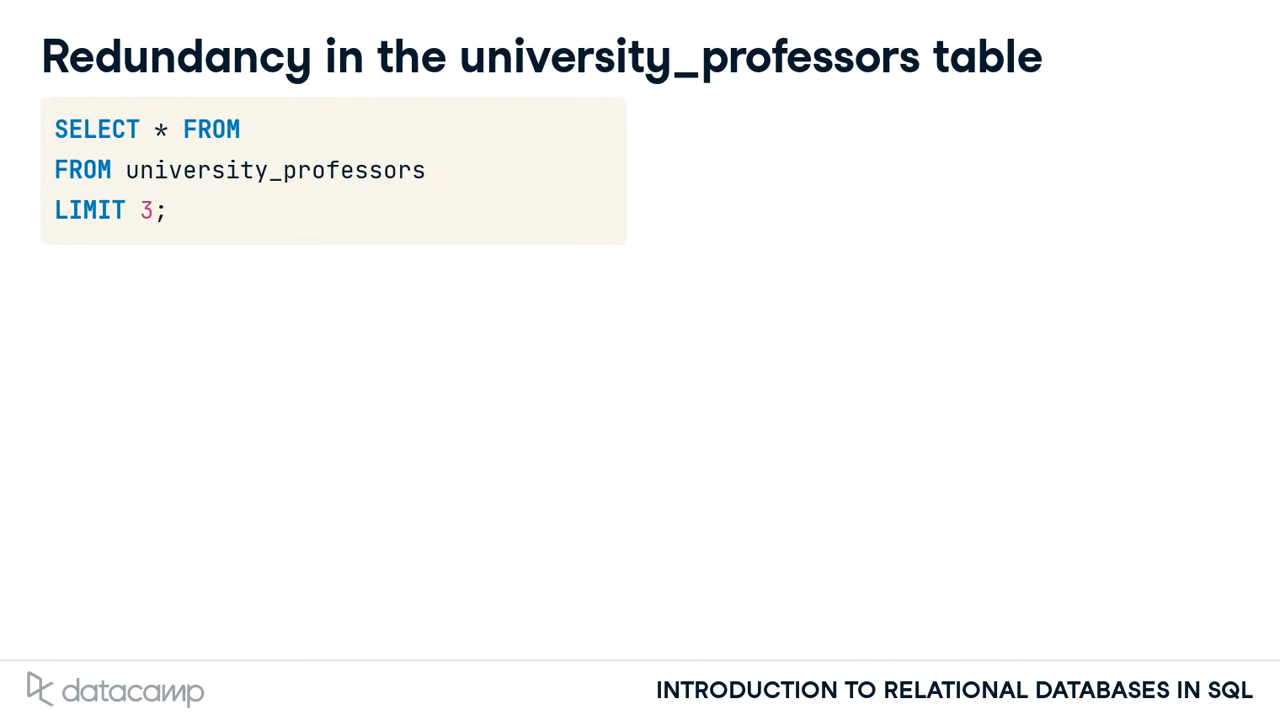 Redundancy in the university_professors table
SELECT * FROM
FROM university_professors
LIMIT 3;
datacamp
INTRODUCTION TO RELATIONAL DATABASES IN SQL